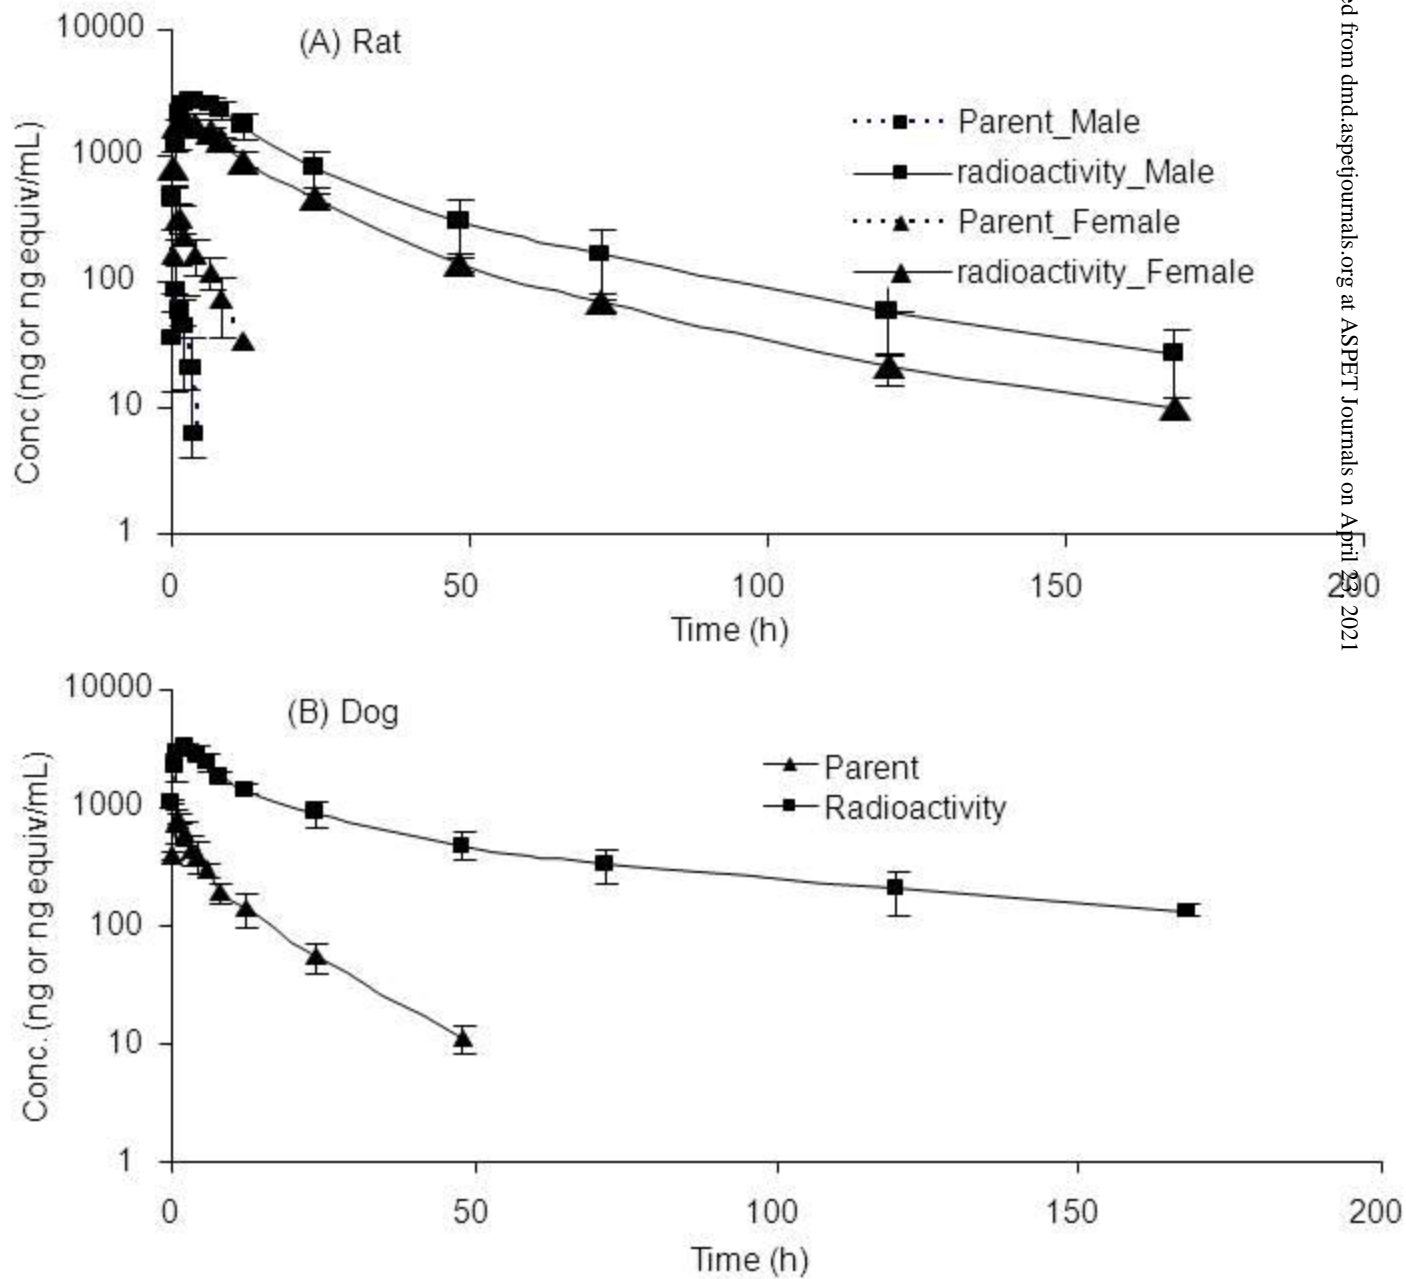 10000
(A) Rat
1000
100
10
1
Conc (ng or ng equiv/mL)
Parent_Male
radioactivity_Male
Parent_Female
radioactivity_Female
0 50 100 150 200
Time (h)
ed from dmd.aspetjournals.org at ASPET Journals on April 23, 2021
10000
(B) Dog
1000
100
10
1
Conc. (ng or ng equiv/mL)
Parent
Radioactivity
0 50 100 150 200
Time (h)